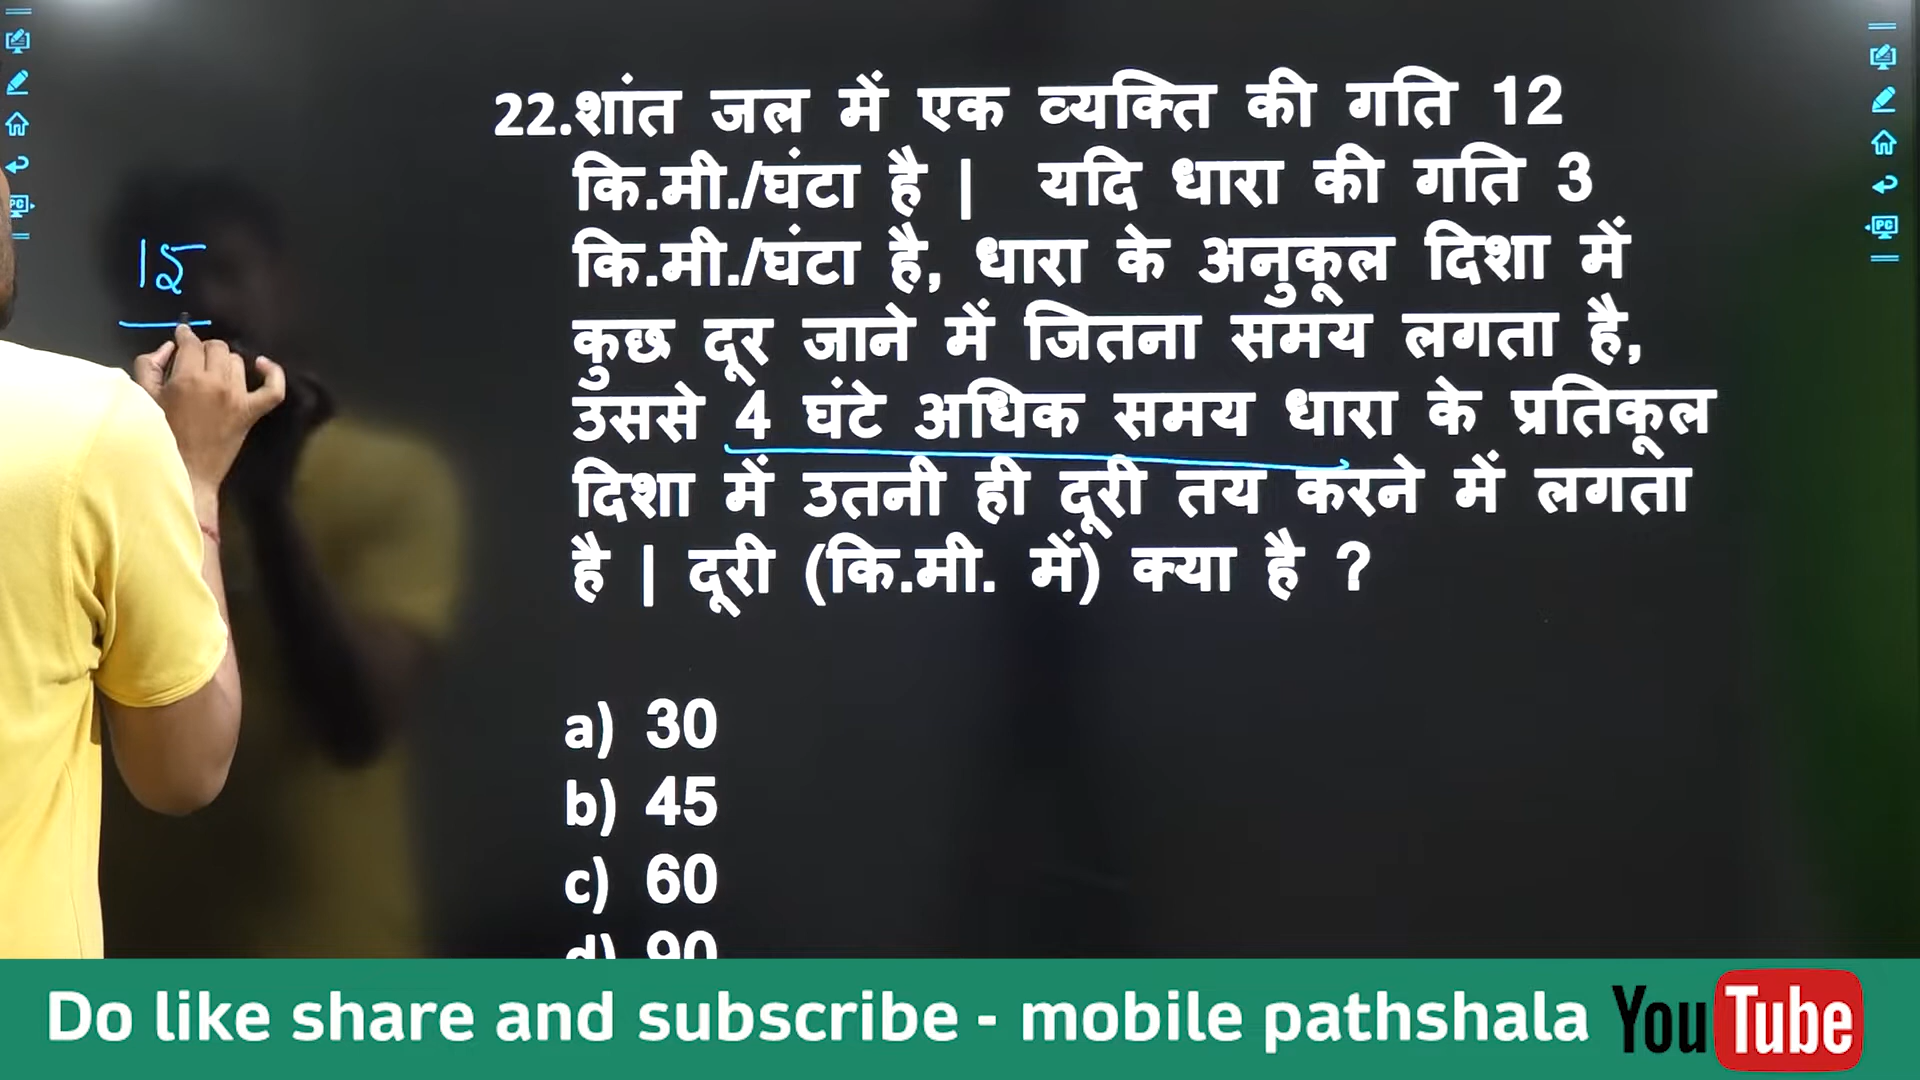 22.शांत जल में एक व्यक्ति की गति 12
कि.मी./घंटा है | यदि धारा की गति 3
कि.मी./घंटा है, धारा के अनुकूल दिशा में
कुछ दूर जाने में जितना समय लगता है,
उससे 4 घंटे अधिक समय धारा के प्रतिकूल
दिशा में उतनी ही दूरी तय करने में लगता
है | दूरी (कि.मी. में) क्या है ?
15
a) 30
b) 45
c) 60
d) 90
Do like share and subscribe - mobile pathshala YouTube